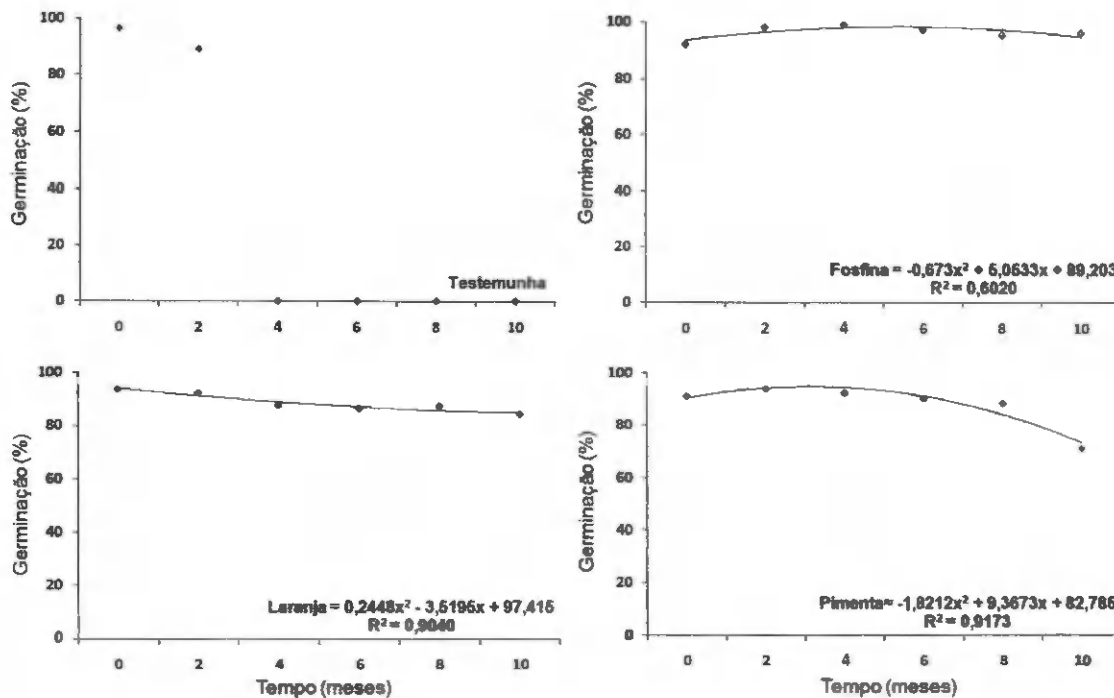 Germinação (%)
100
80
60
40
20
0
0 2 4 6 8 10
Testemunha
Germinação (%)
100
80
60
40
20
0
0 2 4 6 8 10
Fosfina = -0,673x² + 5,0533x + 89,203
R² = 0,6020
Germinação (%)
100
80
60
40
20
0
0 2 4 6 8 10
Tempo (meses)
Laranja = 0,2448x² - 3,5195x + 97,415
R² = 0,9040
Germinação (%)
100
80
60
40
20
0
0 2 4 6 8 10
Tempo (meses)
Pimenta= -1,8212x² + 9,3673x + 82,785
R² = 0,9173